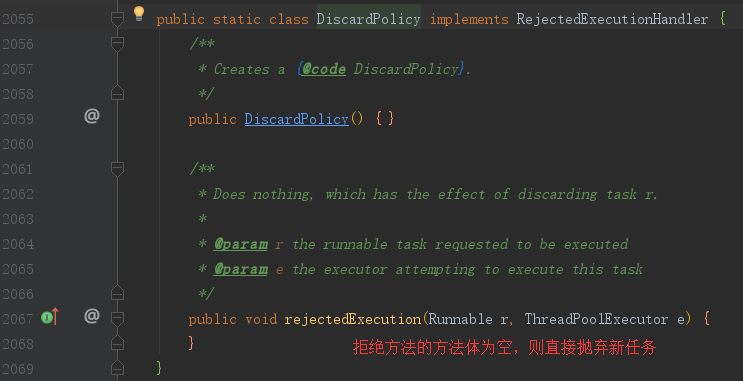 2055 public static class DiscardPolicy implements RejectedExecutionHandler {
2056 /**
2057 * Creates a {@code DiscardPolicy}.
2058 */
2059 @ public DiscardPolicy() { }
2060
2061 /**
2062 * Does nothing, which has the effect of discarding task r.
2063 *
2064 * @param r the runnable task requested to be executed
2065 * @param e the executor attempting to execute this task
2066 */
2067 @ public void rejectedExecution(Runnable r, ThreadPoolExecutor e) {
2068 } 拒绝方法的方法体为空，则直接抛弃新任务
2069 }